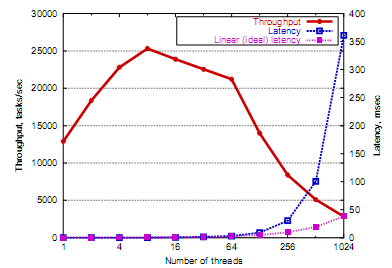 30000
25000
20000
15000
10000
5000
0
Throughput, tasks/sec
Throughput
Latency
Linear (ideal) latency
400
350
300
250
200
150
100
50
0
Latency, msec
1 4 16 64 256 1024
Number of threads